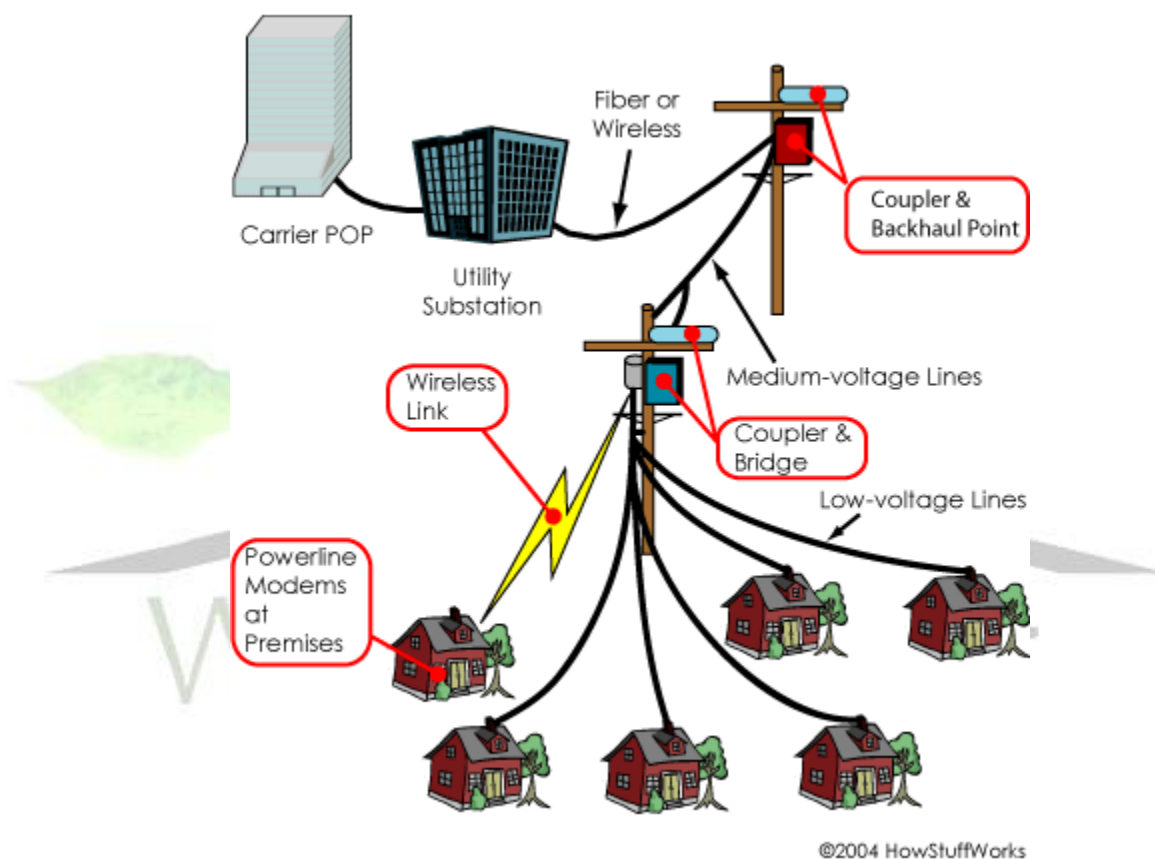 Fiber or
Wireless
Carrier POP
Utility
Substation
Coupler &
Backhaul Point
Medium-voltage Lines
Wireless
Link
Coupler &
Bridge
Low-voltage Lines
Powerline
Modems
at
Premises
©2004 HowStuffWorks